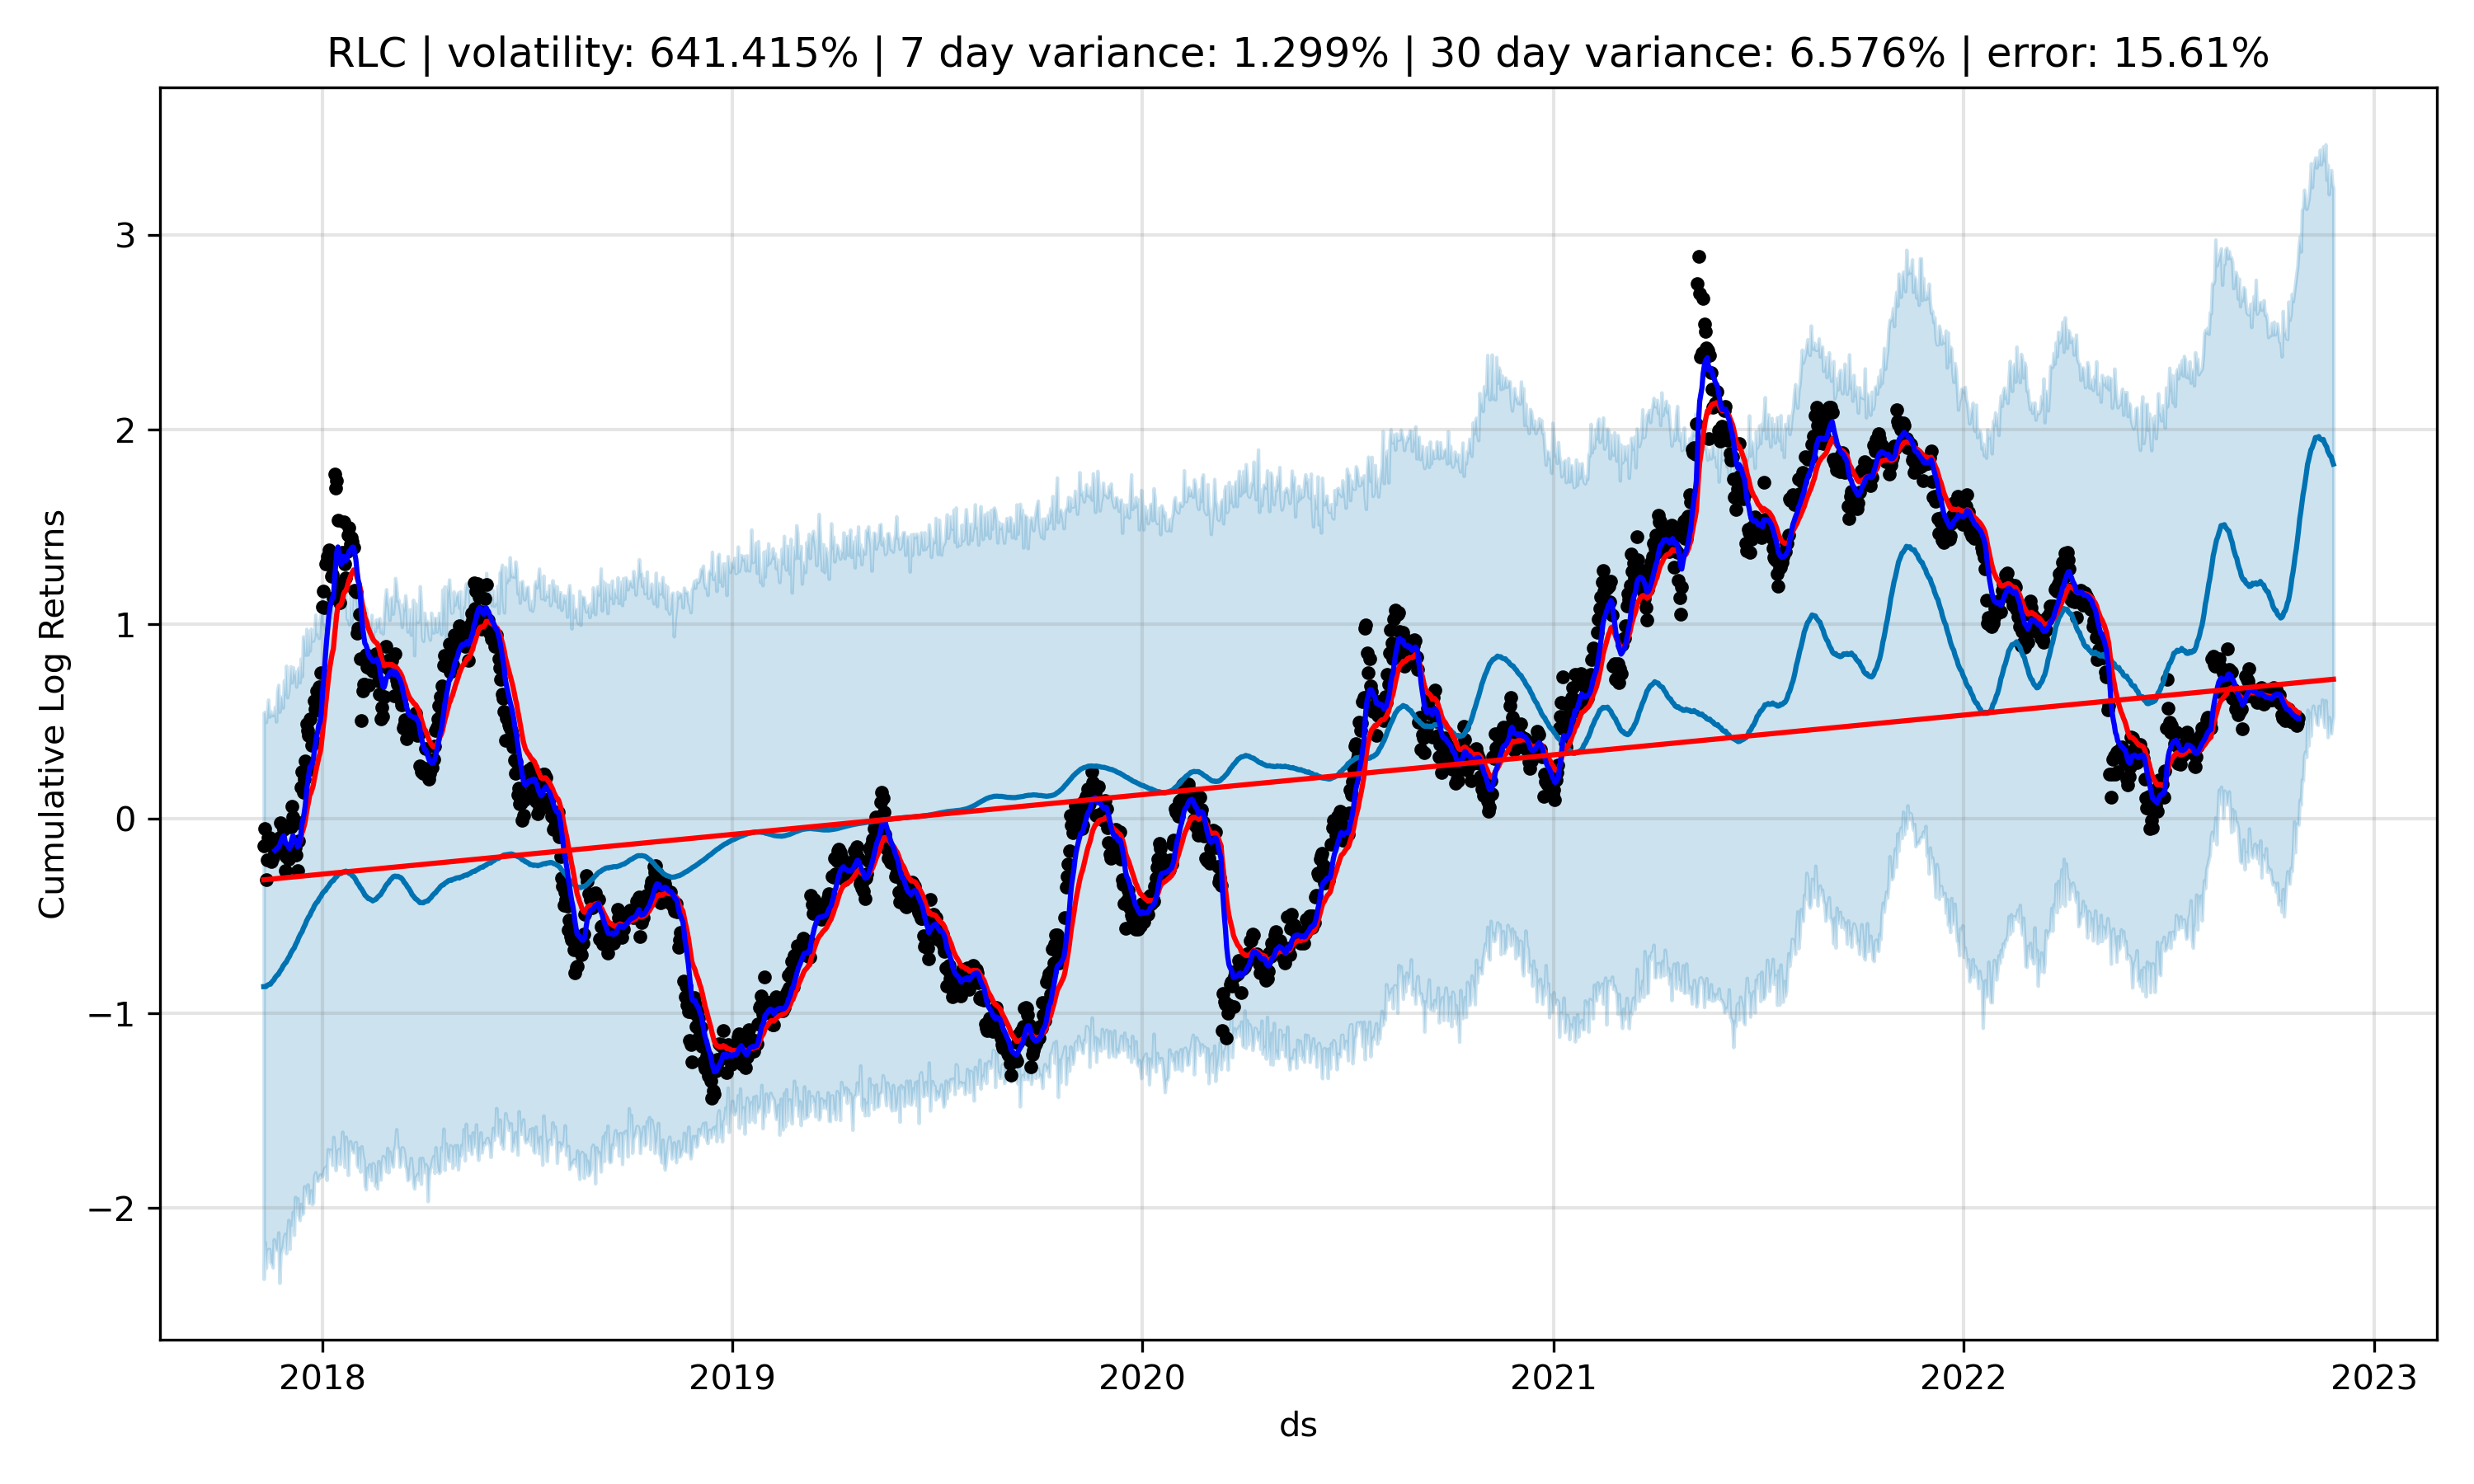 RLC | volatility: 641.415% | 7 day variance: 1.299% | 30 day variance: 6.576% | error: 15.61%
Cumulative Log Returns
3
2
1
0
−1
−2
2018 2019 2020 2021 2022 2023
ds